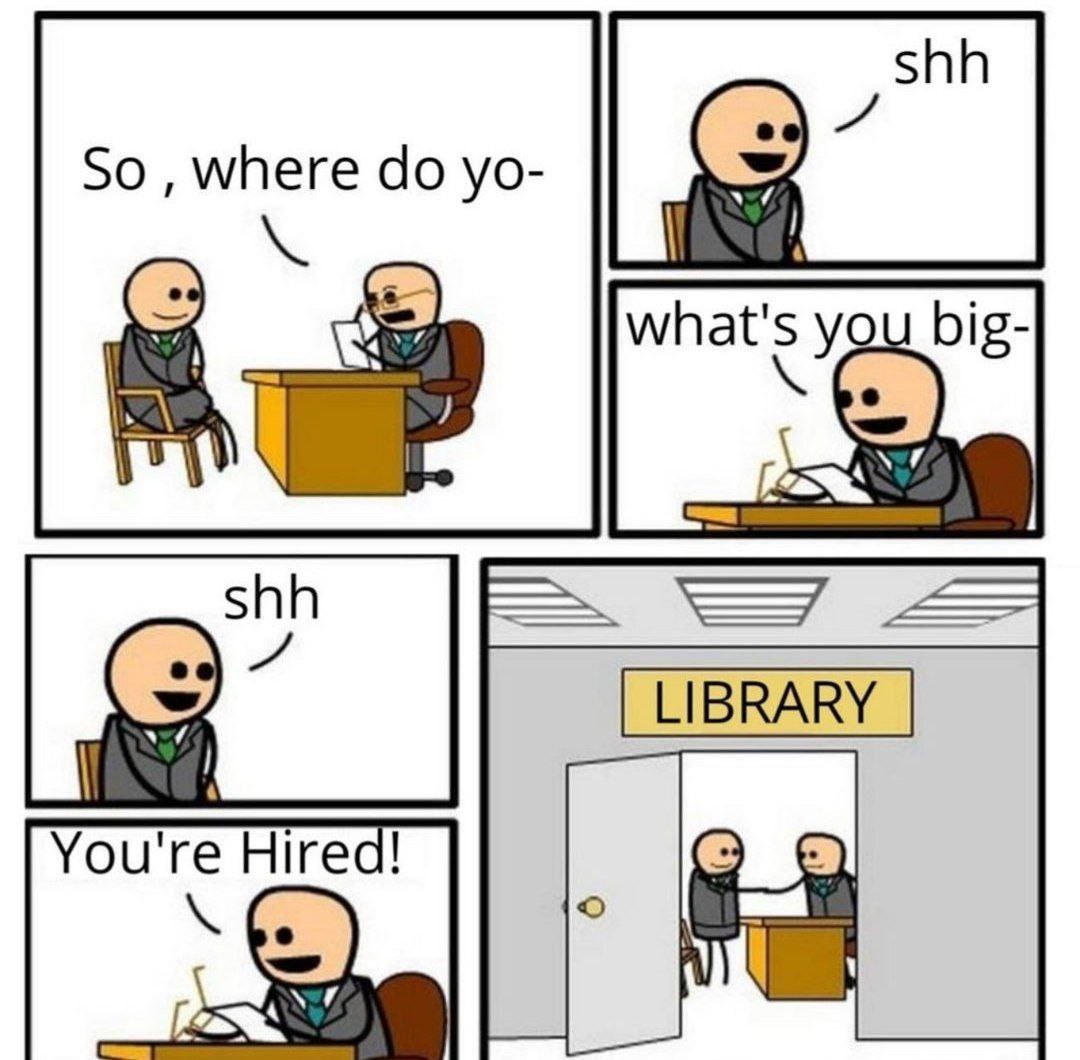 So , where do yo-
shh
what's you big-
shh
You're Hired!
LIBRARY